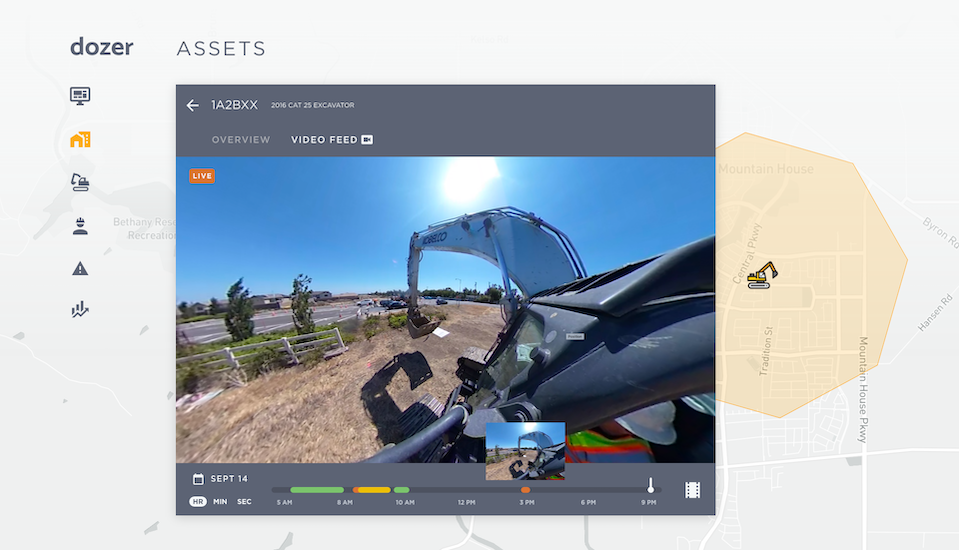 dozer
ASSETS
1A2BXX
2016 CAT 25 EXCAVATOR
OVERVIEW
VIDEO FEED
LIVE
KOBELCO
SEPT 14
HR
MIN
SEC
5 AM
8 AM
10 AM
12 PM
3 PM
6 PM
9 PM
Bethany Rese
Recreation
Mountain House
Central Pkwy
Tradition St
Mountain House Pkwy
Byron Rd
Hansen Rd